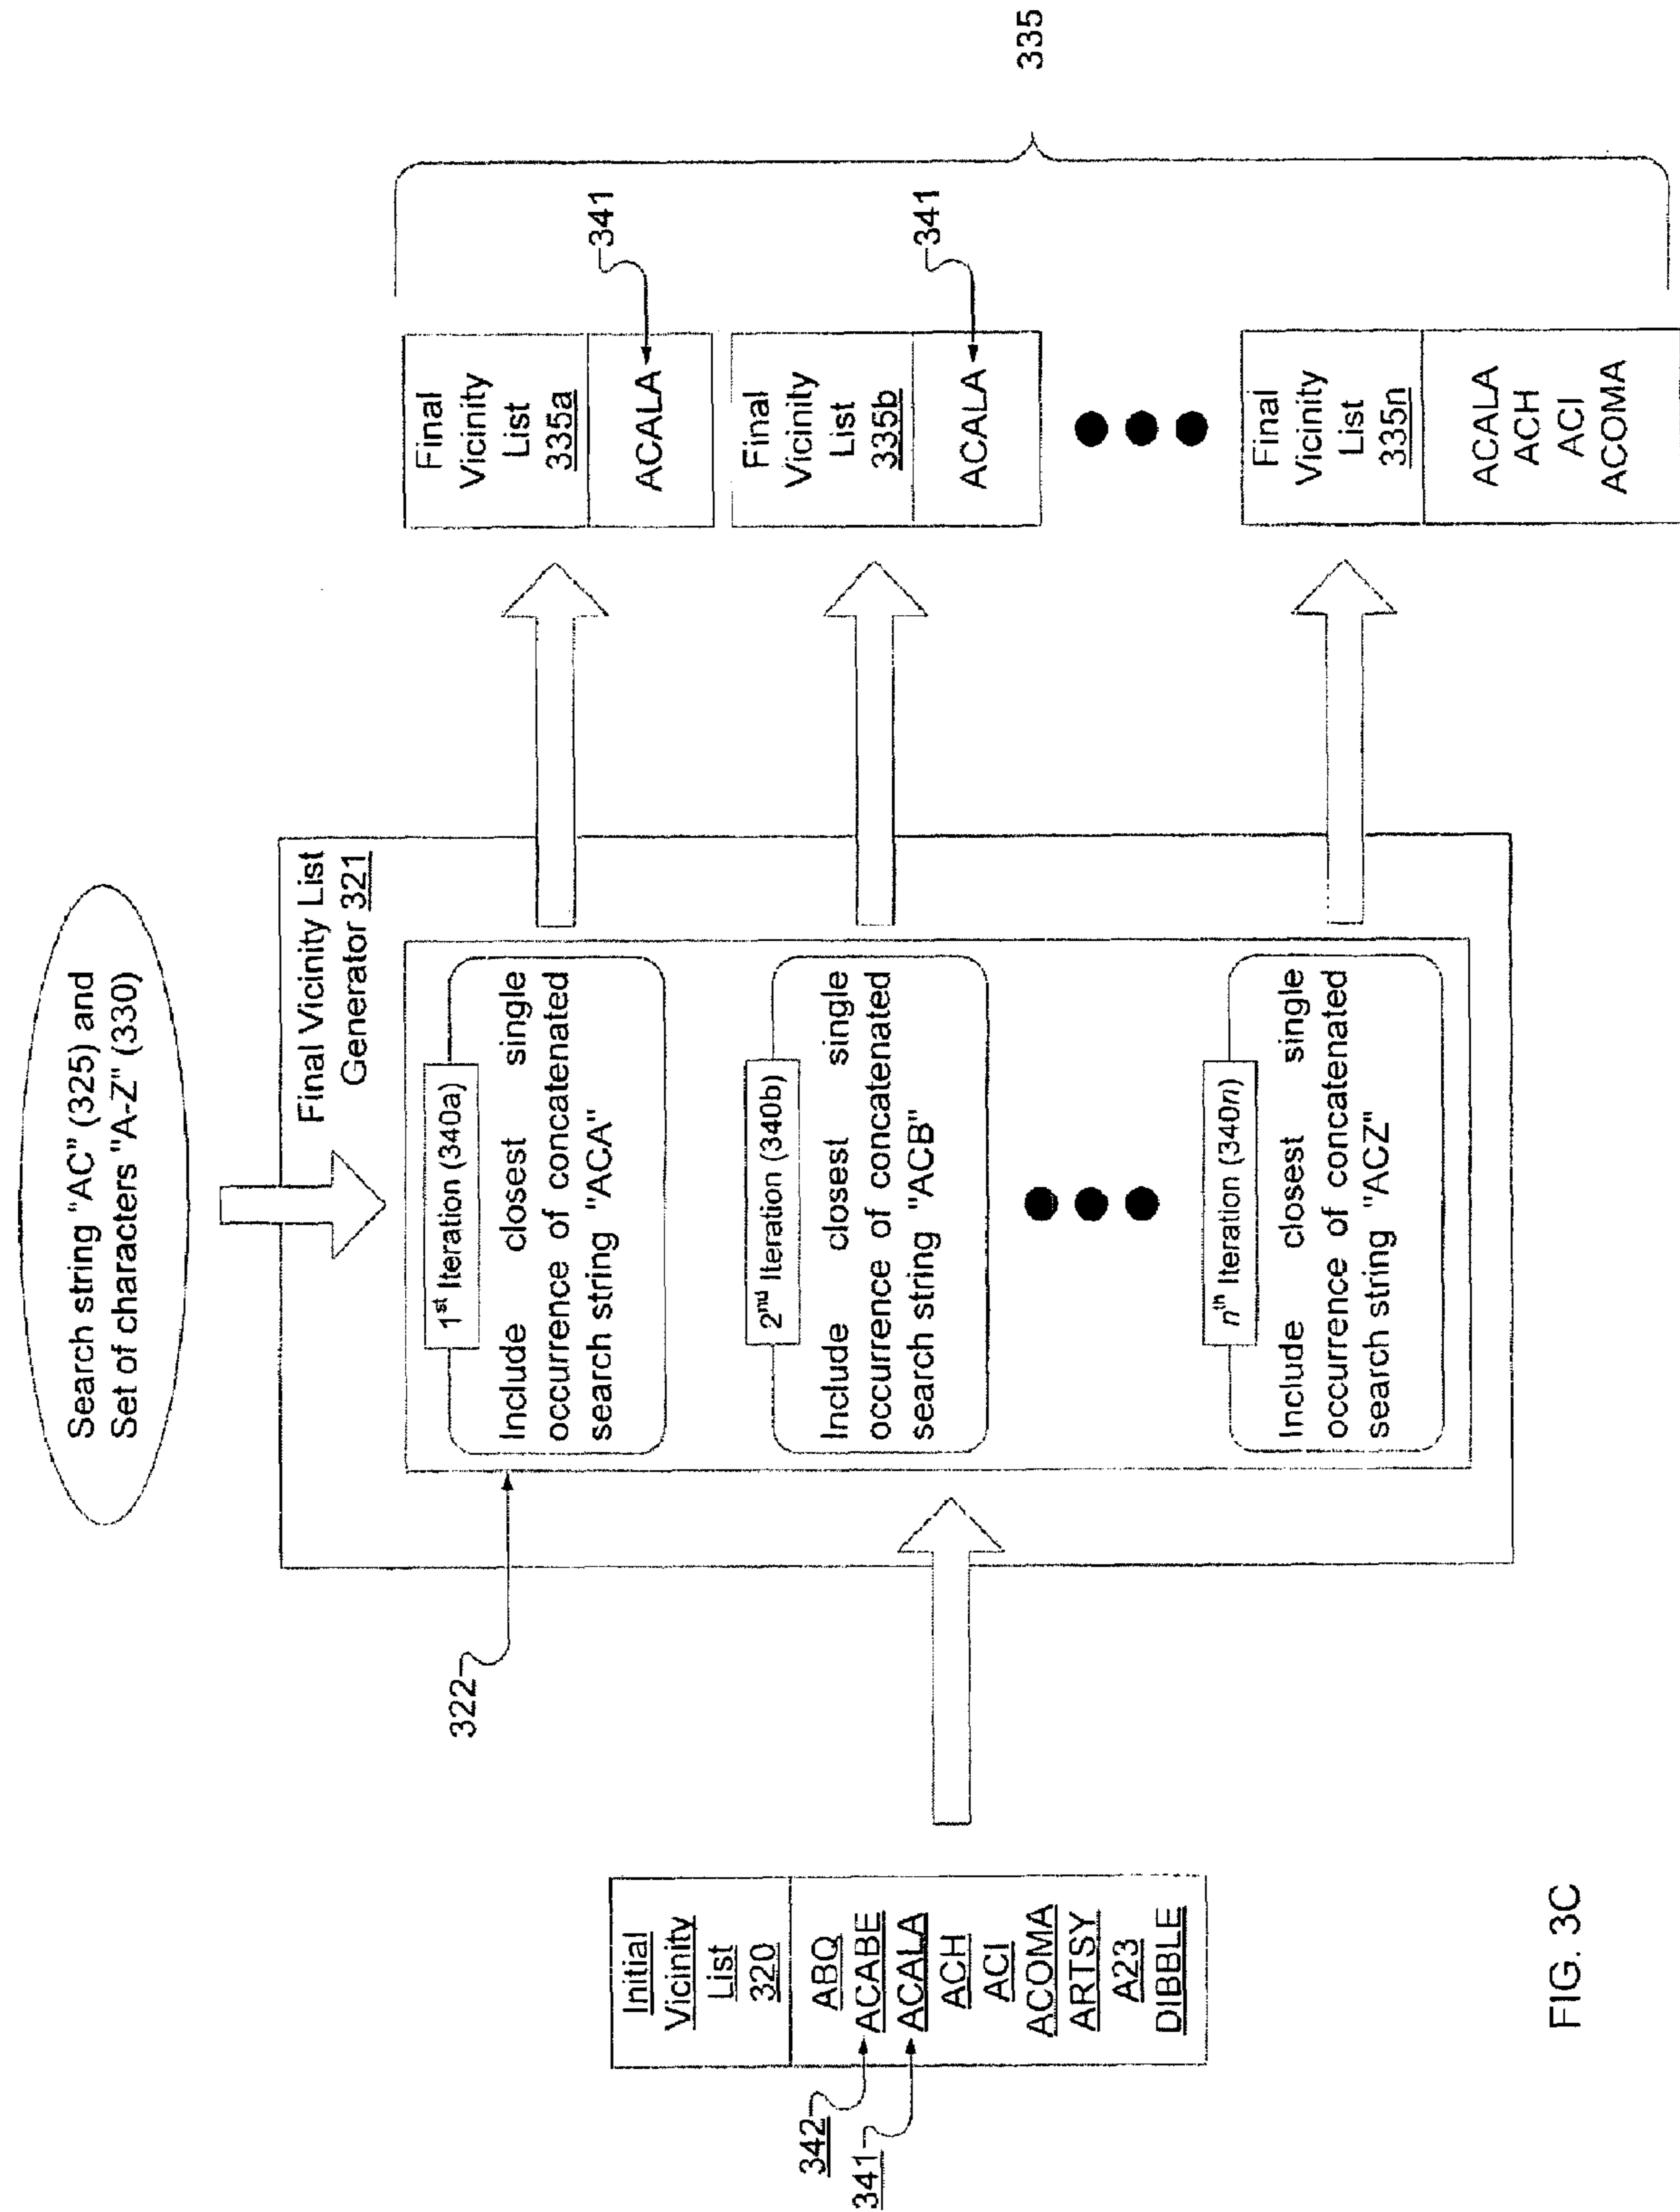 Search string "AC" (325) and
Set of characters "A-Z" (330)
Final Vicinity List
Generator 321
322
1st Iteration (340a)
Include closest single
occurrence of concatenated
search string "ACA"
2nd Iteration (340b)
Include closest single
occurrence of concatenated
search string "ACB"
nth Iteration (340n)
Include closest single
occurrence of concatenated
search string "ACZ"
Initial
Vicinity
List
320
ABQ
ACABE
ACALA
ACH
ACI
ACOMA
ARTSY
A23
DIBBLE
342
341
Final
Vicinity
List
335a
ACALA
341
Final
Vicinity
List
335b
ACALA
341
Final
Vicinity
List
335n
ACALA
ACH
ACI
ACOMA
335
FIG. 3C